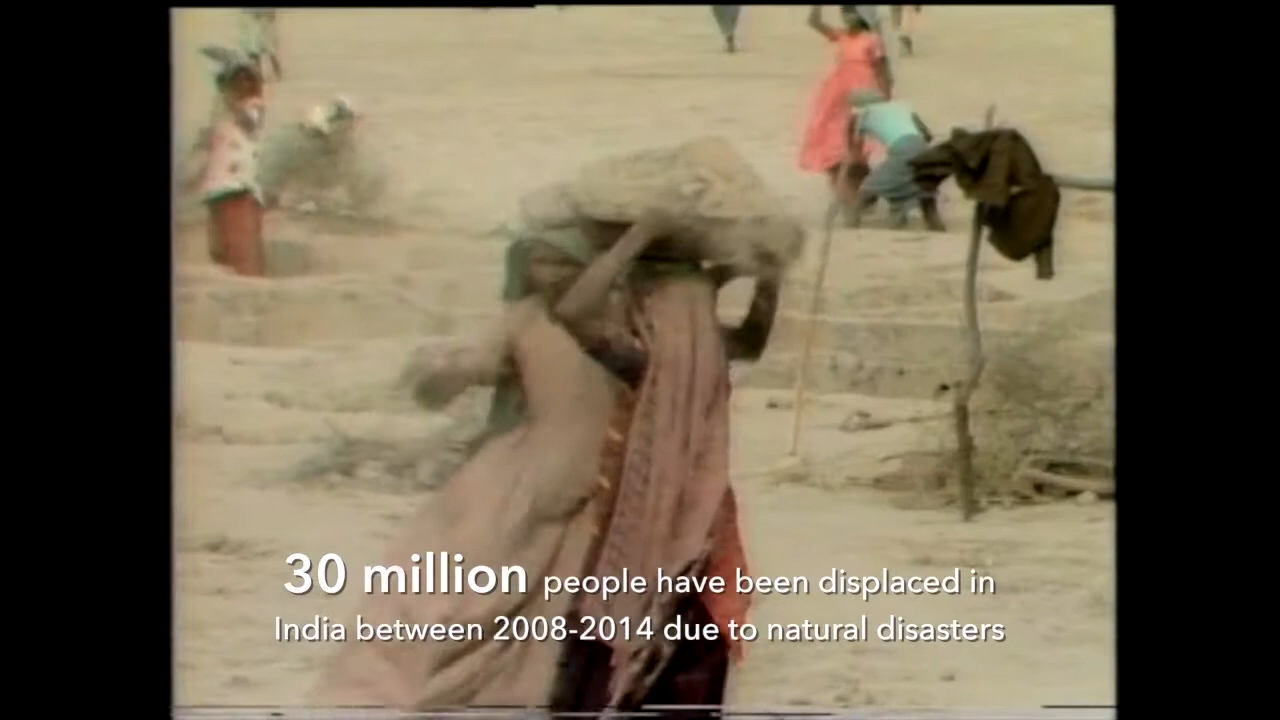 30 million people have been displaced in
India between 2008-2014 due to natural disasters